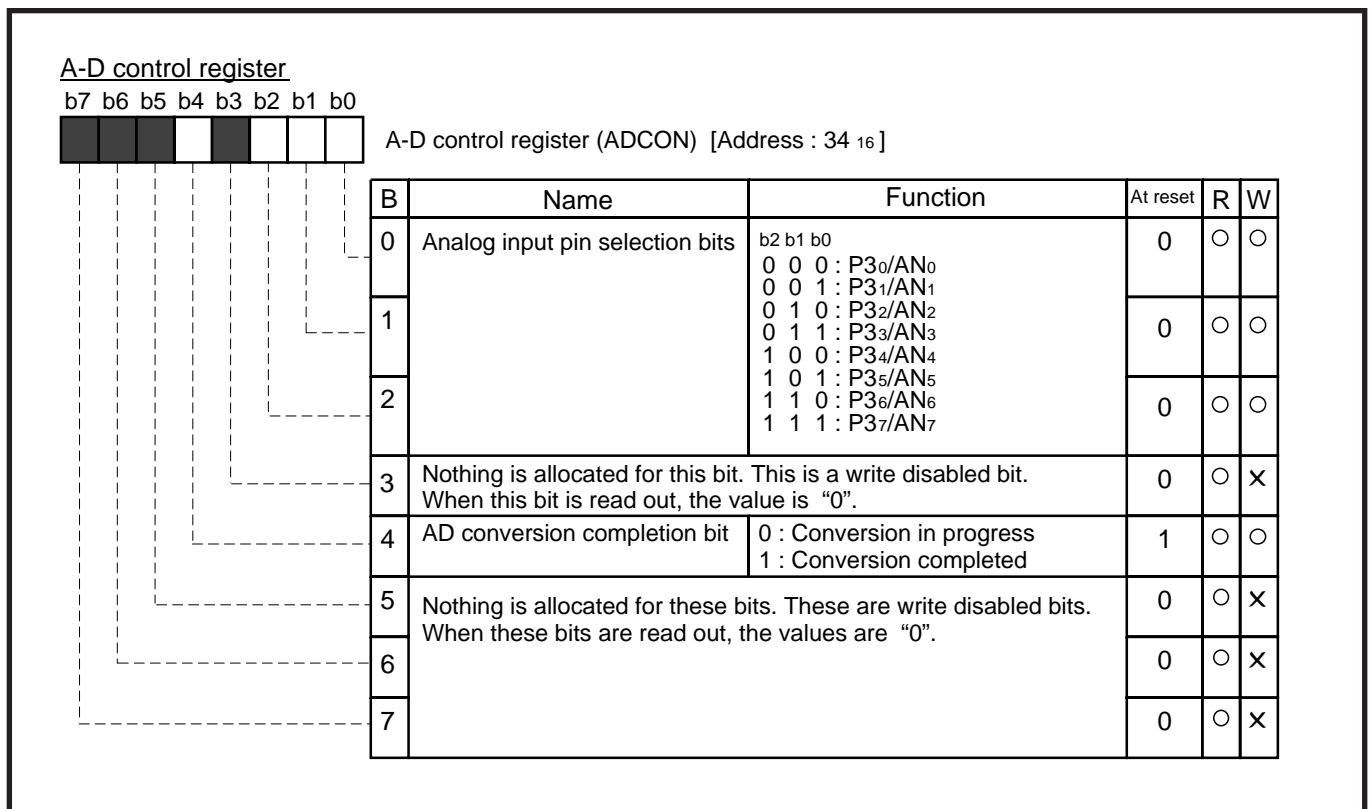 A-D control register
b7 b6 b5 b4 b3 b2 b1 b0
A-D control register (ADCON) [Address : 34 16 ]
B Name Function At reset R W
0 Analog input pin selection bits b2 b1 b0 0 ○ ○
0 0 0 : P30/AN0
0 0 1 : P31/AN1
1 0 1 0 : P32/AN2 0 ○ ○
0 1 1 : P33/AN3
1 0 0 : P34/AN4
1 0 1 : P35/AN5
2 1 1 0 : P36/AN6 0 ○ ○
1 1 1 : P37/AN7
3 Nothing is allocated for this bit. This is a write disabled bit. 0 ○ ×
When this bit is read out, the value is “0”.
4 AD conversion completion bit 0 : Conversion in progress 1 ○ ○
1 : Conversion completed
5 Nothing is allocated for these bits. These are write disabled bits. 0 ○ ×
When these bits are read out, the values are “0”.
6 0 ○ ×
7 0 ○ ×